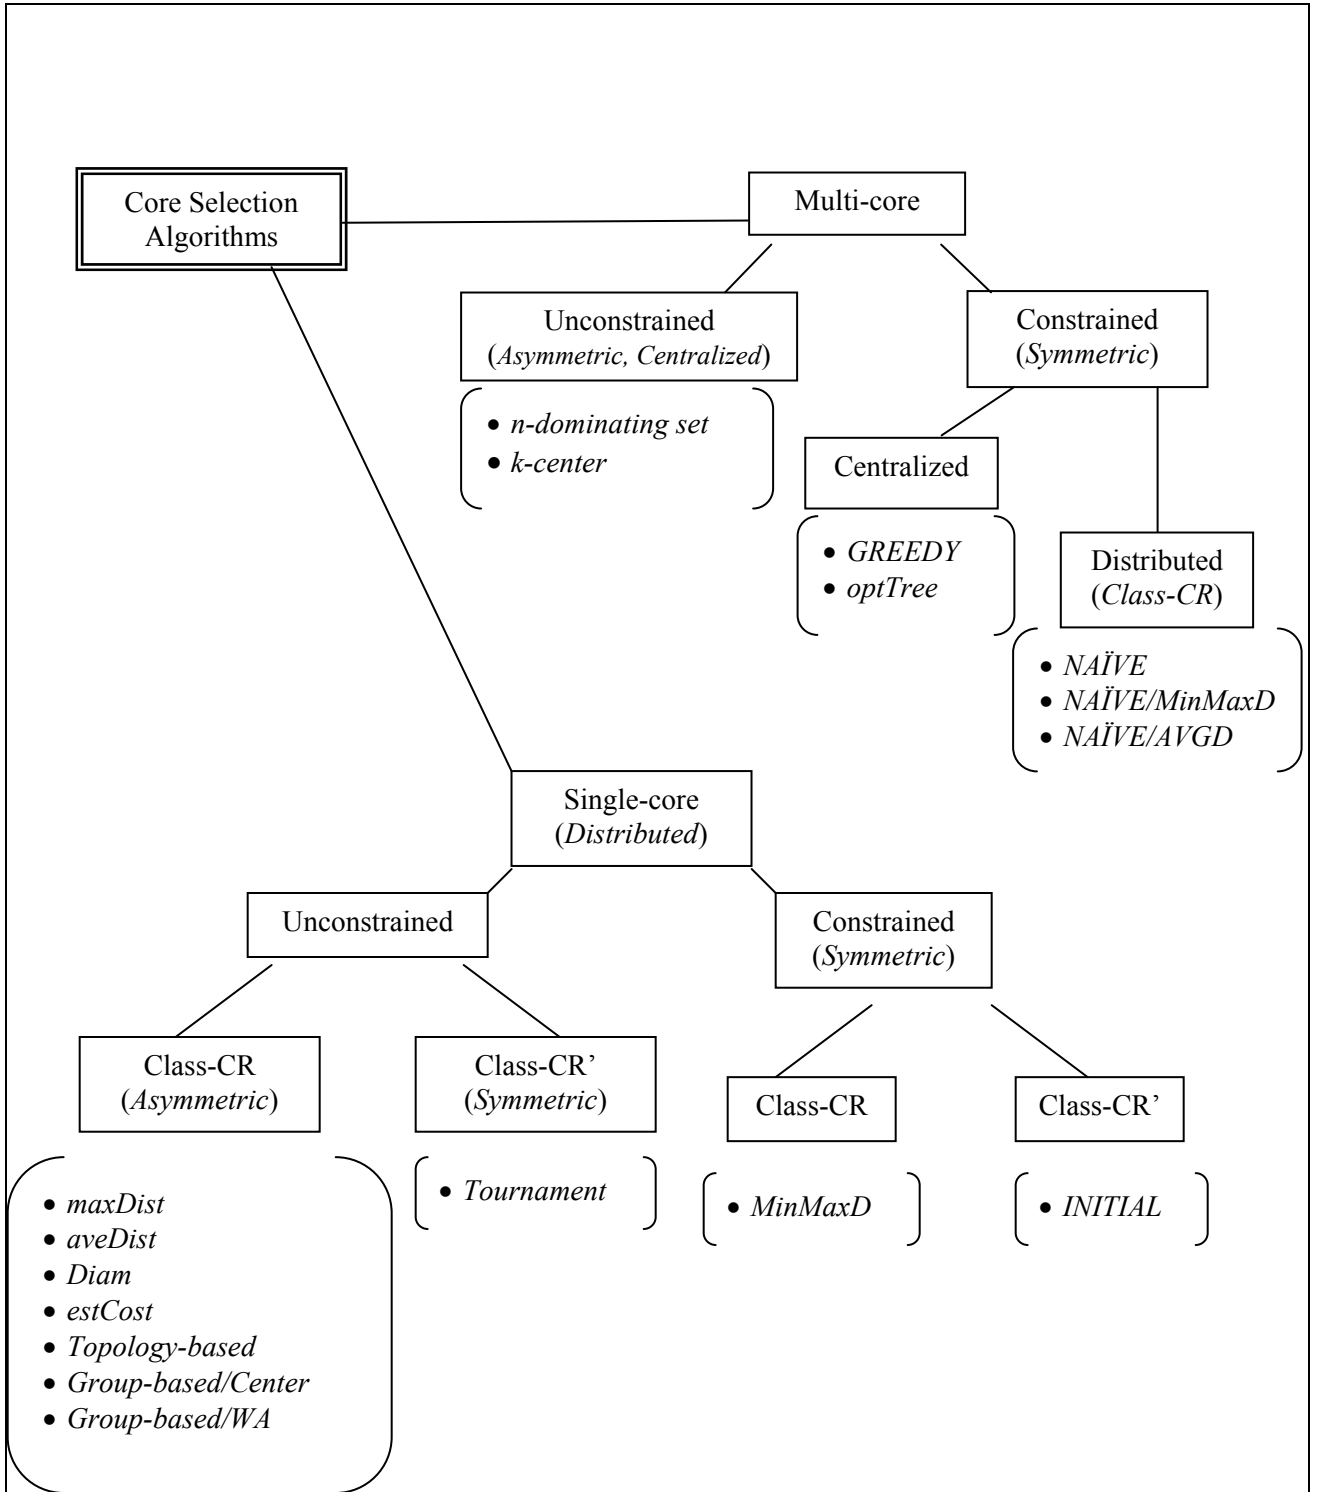 Core Selection
Algorithms
Multi-core
Unconstrained
(Asymmetric, Centralized)
• n-dominating set
• k-center
Constrained
(Symmetric)
Centralized
• GREEDY
• optTree
Distributed
(Class-CR)
• NAÏVE
• NAÏVE/MinMaxD
• NAÏVE/AVGD
Single-core
(Distributed)
Unconstrained
Constrained
(Symmetric)
Class-CR
(Asymmetric)
• maxDist
• aveDist
• Diam
• estCost
• Topology-based
• Group-based/Center
• Group-based/WA
Class-CR’
(Symmetric)
• Tournament
Class-CR
• MinMaxD
Class-CR’
• INITIAL